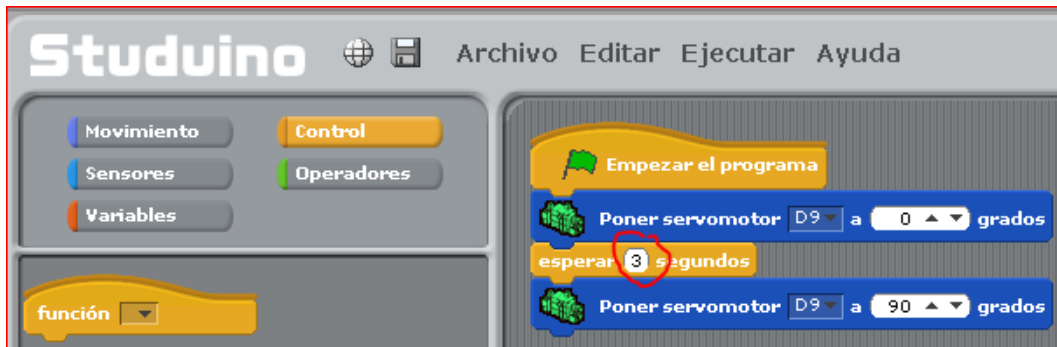 Studuino Archivo Editar Ejecutar Ayuda
Movimiento Control
Sensores Operadores
Variables
función
Empezar el programa
Poner servomotor D9 a 0 grados
esperar 3 segundos
Poner servomotor D9 a 90 grados